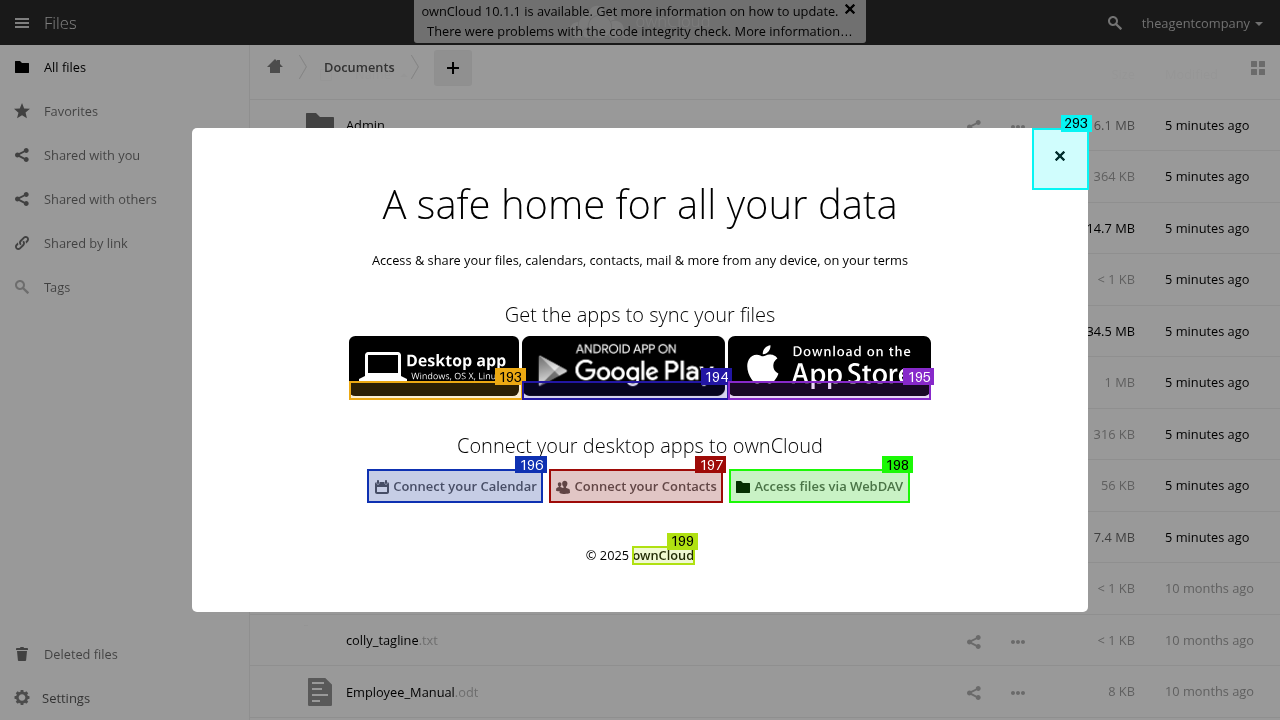 Files
ownCloud 10.1.1 is available. Get more information on how to update.
There were problems with the code integrity check. More information…
theagentcompany
All files
Favorites
Shared with you
Shared with others
Shared by link
Tags
Deleted files
Settings
Documents
Admin 6.1 MB 5 minutes ago
364 KB 5 minutes ago
14.7 MB 5 minutes ago
< 1 KB 5 minutes ago
34.5 MB 5 minutes ago
1 MB 5 minutes ago
316 KB 5 minutes ago
56 KB 5 minutes ago
7.4 MB 5 minutes ago
< 1 KB 10 months ago
colly_tagline.txt < 1 KB 10 months ago
Employee_Manual.odt 8 KB 10 months ago
293
A safe home for all your data
Access & share your files, calendars, contacts, mail & more from any device, on your terms
Get the apps to sync your files
Desktop app
Windows, OS X,
193
ANDROID APP ON
Google Play
194
Download on the
App Store
195
Connect your desktop apps to ownCloud
196
Connect your Calendar
197
Connect your Contacts
198
Access files via WebDAV
199
© 2025 ownCloud